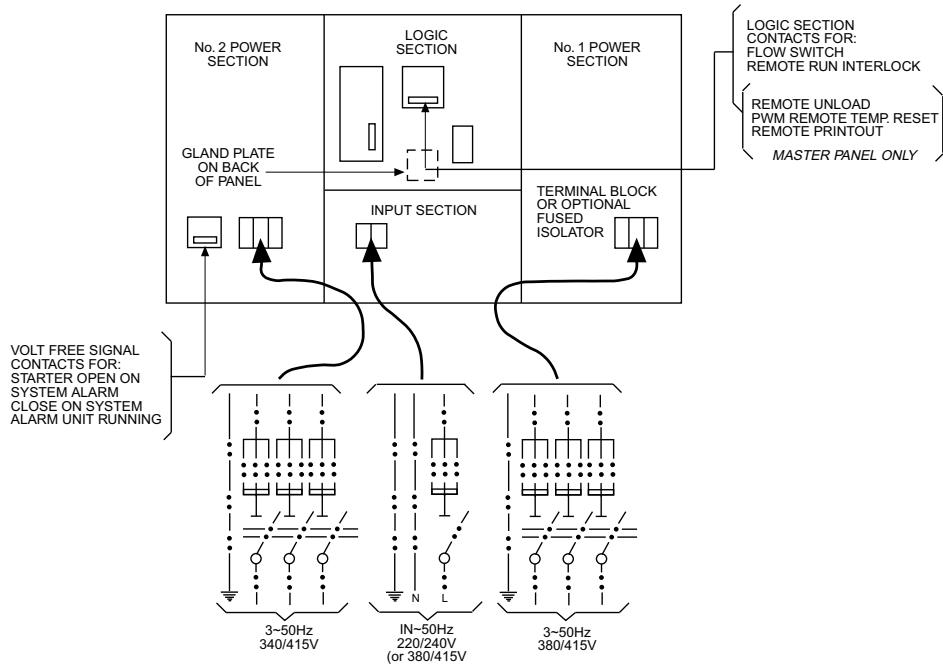 No. 2 POWER
SECTION
LOGIC
SECTION
No. 1 POWER
SECTION
LOGIC SECTION
CONTACTS FOR:
FLOW SWITCH
REMOTE RUN INTERLOCK
REMOTE UNLOAD
PWM REMOTE TEMP. RESET
REMOTE PRINTOUT
MASTER PANEL ONLY
GLAND PLATE
ON BACK
OF PANEL
INPUT SECTION
TERMINAL BLOCK
OR OPTIONAL
FUSED
ISOLATOR
VOLT FREE SIGNAL
CONTACTS FOR:
STARTER OPEN ON
SYSTEM ALARM
CLOSE ON SYSTEM
ALARM UNIT RUNNING
N L
3~50Hz
340/415V
IN~50Hz
220/240V
(or 380/415V
3~50Hz
380/415V